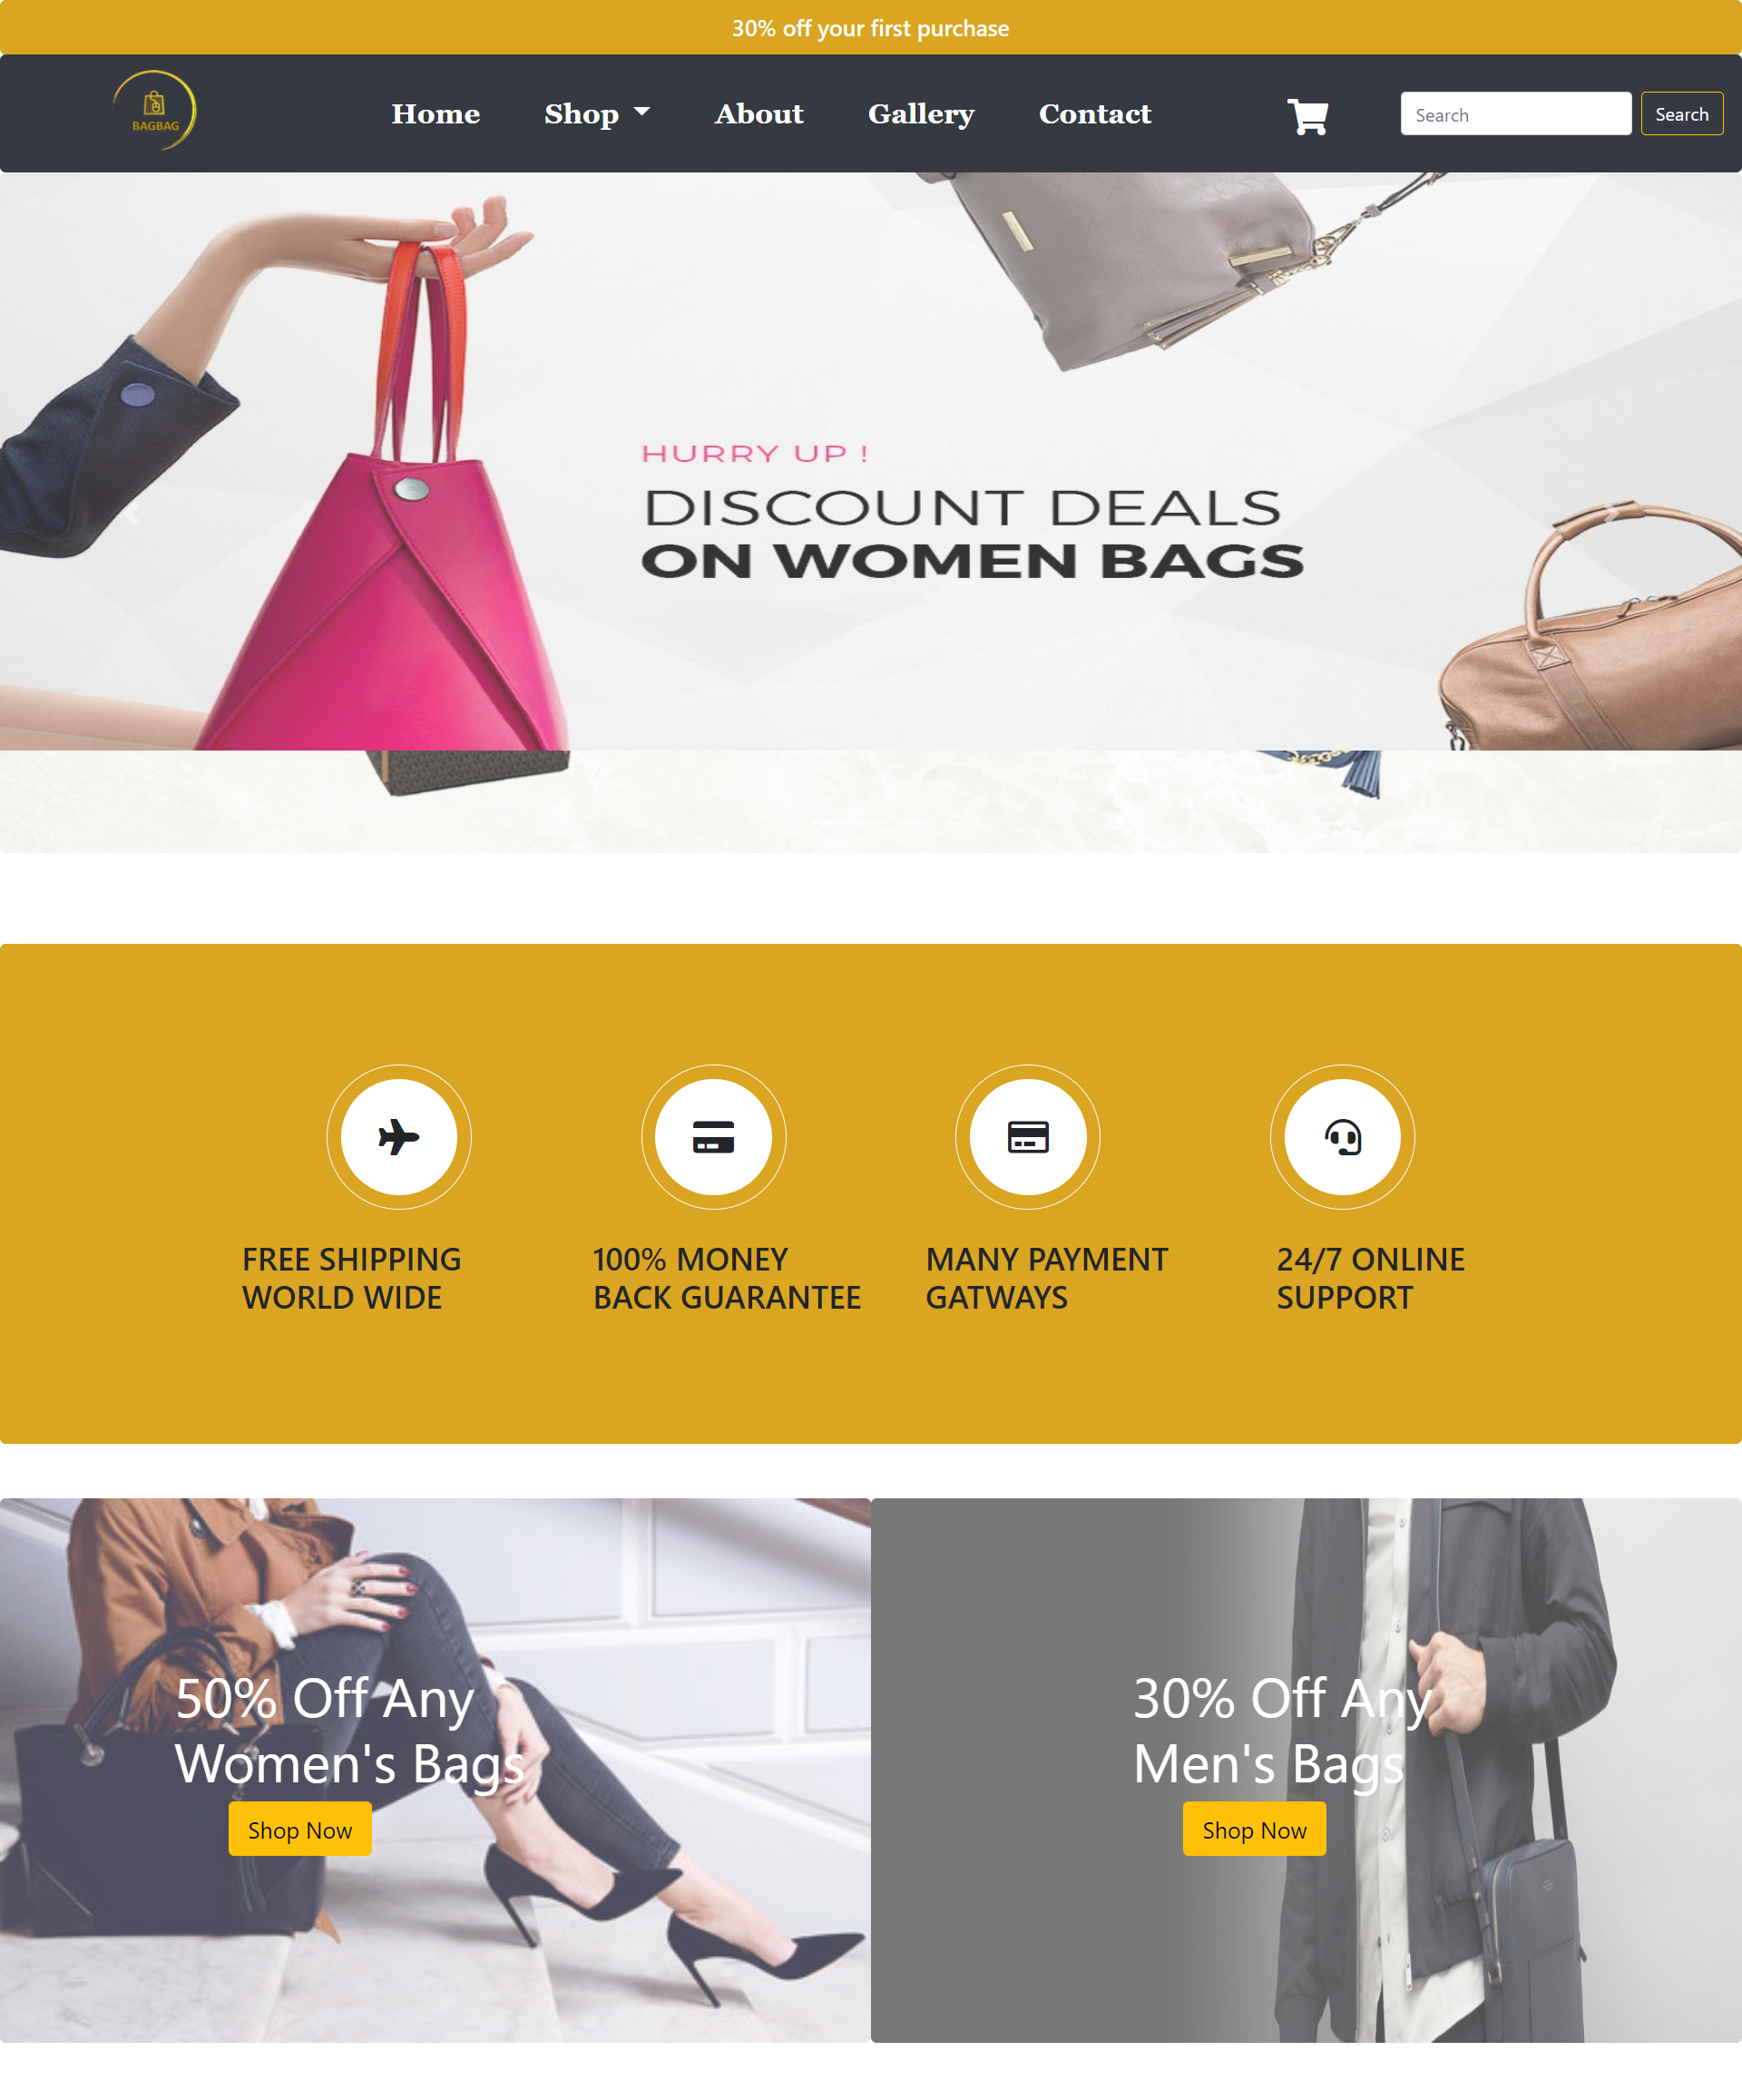 30% off your first purchase
BAGBAG
Home
Shop
About
Gallery
Contact
Search
Search
HURRY UP !
DISCOUNT DEALS
ON WOMEN BAGS
FREE SHIPPING
WORLD WIDE
100% MONEY
BACK GUARANTEE
MANY PAYMENT
GATWAYS
24/7 ONLINE
SUPPORT
50% Off Any
Women's Bags
Shop Now
30% Off Any
Men's Bags
Shop Now